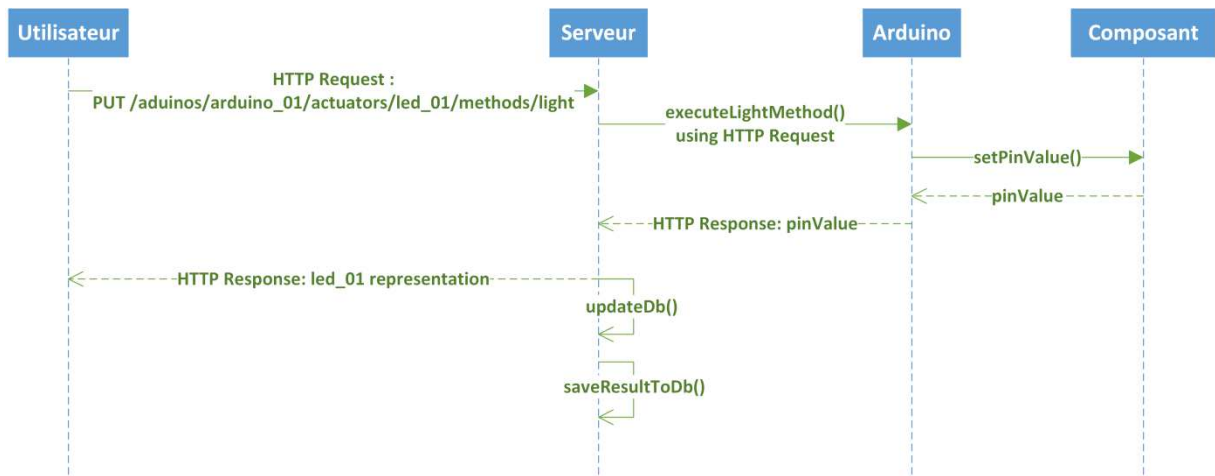 Utilisateur
Serveur
Arduino
Composant
HTTP Request :
PUT /aduinos/arduino_01/actuators/led_01/methods/light
executeLightMethod()
using HTTP Request
setPinValue()
pinValue
HTTP Response: pinValue
HTTP Response: led_01 representation
updateDb()
saveResultToDb()